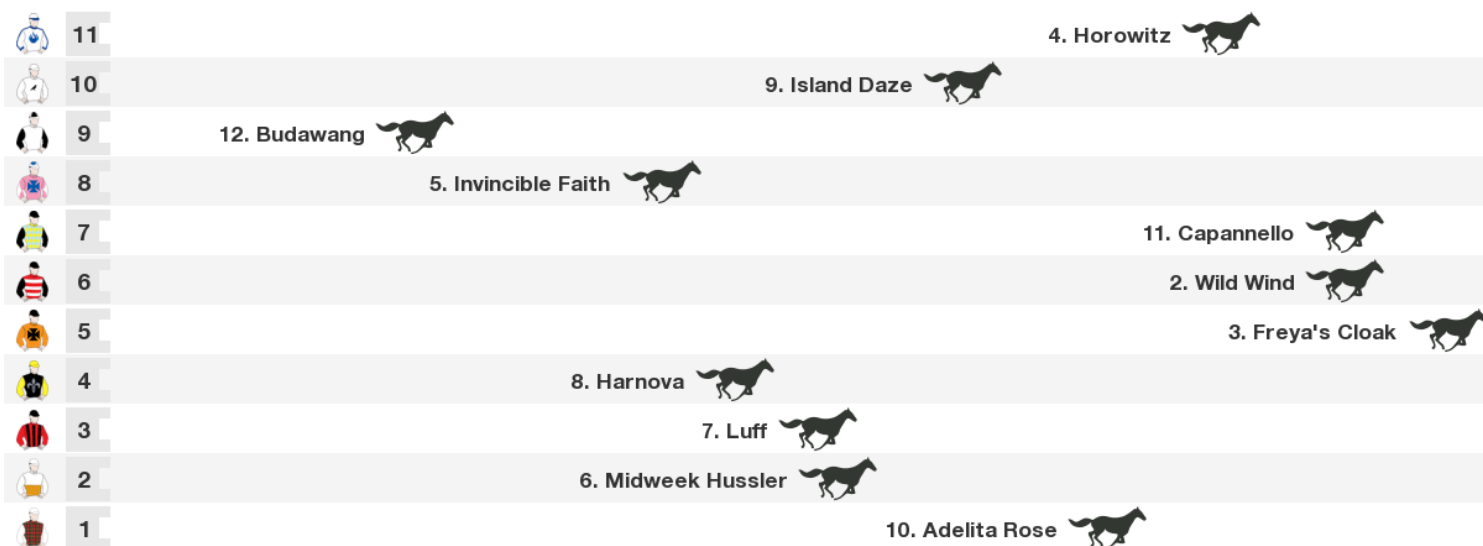 11 4. Horowitz
10 9. Island Daze
9 12. Budawang
8 5. Invincible Faith
7 11. Capannello
6 2. Wild Wind
5 3. Freya's Cloak
4 8. Harnova
3 7. Luff
2 6. Midweek Hussler
1 10. Adelita Rose